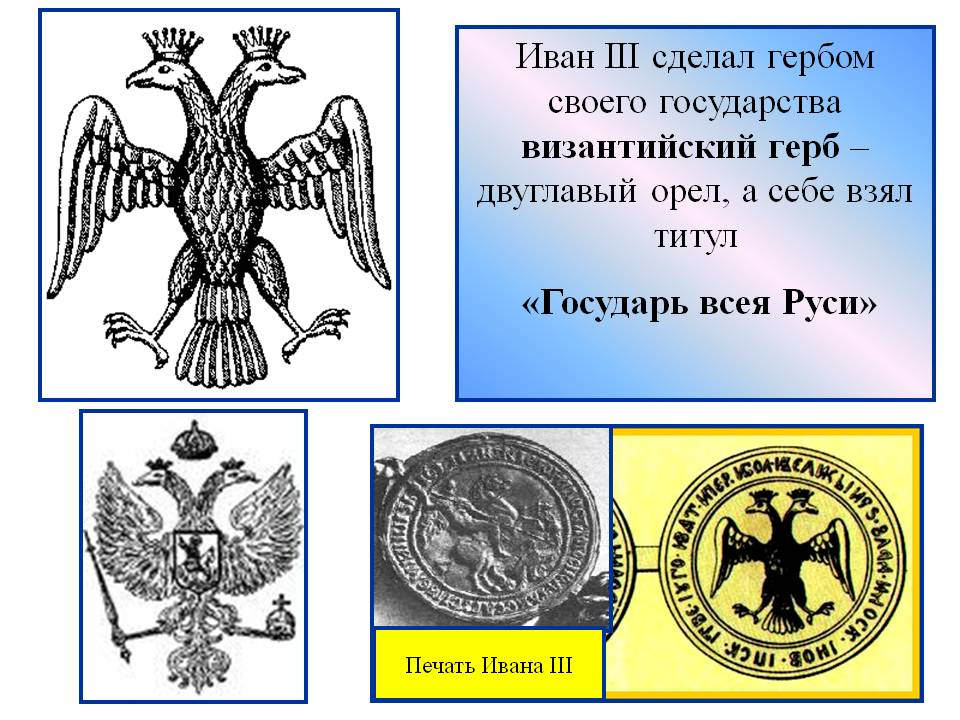 Иван III сделал гербом
своего государства
византийский герб –
двуглавый орел, а себе взял
титул
«Государь всея Руси»
Печать Ивана III